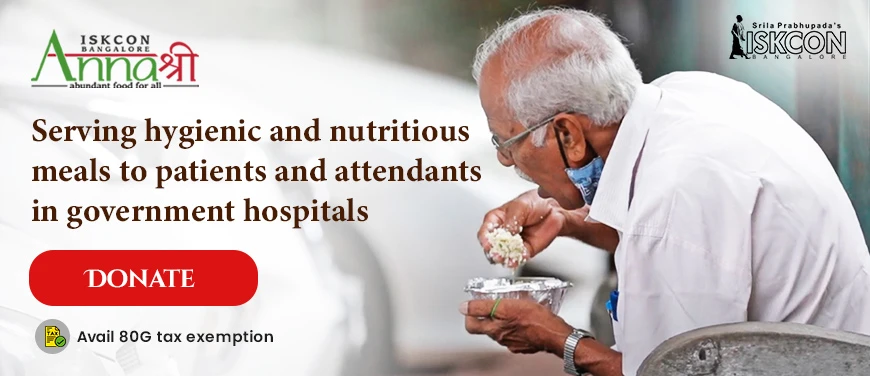 ISKCON
BANGALORE
Annaश्री
abundant food for all
Srila Prabhupada's
ISKCON
BANGALORE
Serving hygienic and nutritious
meals to patients and attendants
in government hospitals
DONATE
TAX
Avail 80G tax exemption